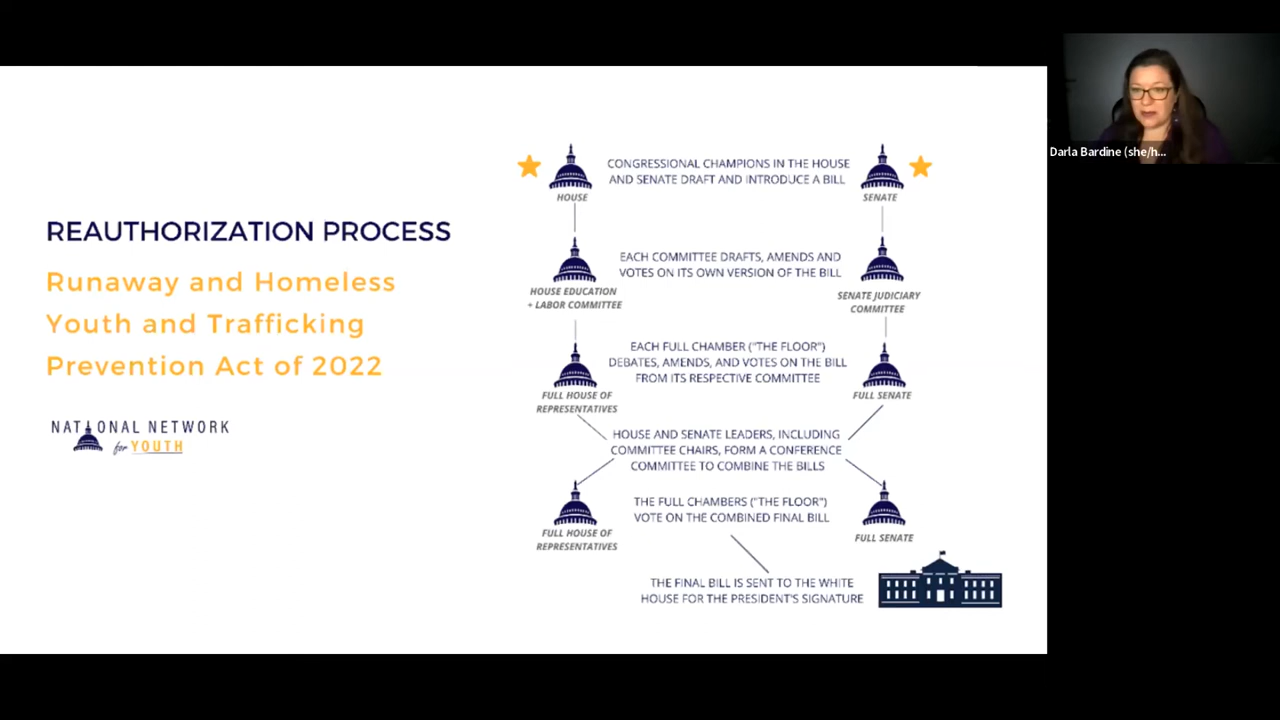 REAUTHORIZATION PROCESS
Runaway and Homeless
Youth and Trafficking
Prevention Act of 2022
NATIONAL NETWORK
for YOUTH
CONGRESSIONAL CHAMPIONS IN THE HOUSE
AND SENATE DRAFT AND INTRODUCE A BILL
HOUSE
SENATE
EACH COMMITTEE DRAFTS, AMENDS AND
VOTES ON ITS OWN VERSION OF THE BILL
HOUSE EDUCATION
+ LABOR COMMITTEE
SENATE JUDICIARY
COMMITTEE
EACH FULL CHAMBER ("THE FLOOR")
DEBATES, AMENDS, AND VOTES ON THE BILL
FROM ITS RESPECTIVE COMMITTEE
FULL HOUSE OF
REPRESENTATIVES
FULL SENATE
HOUSE AND SENATE LEADERS, INCLUDING
COMMITTEE CHAIRS, FORM A CONFERENCE
COMMITTEE TO COMBINE THE BILLS
THE FULL CHAMBERS ("THE FLOOR")
VOTE ON THE COMBINED FINAL BILL
FULL HOUSE OF
REPRESENTATIVES
FULL SENATE
THE FINAL BILL IS SENT TO THE WHITE
HOUSE FOR THE PRESIDENT'S SIGNATURE
Darla Bardine (she/h...